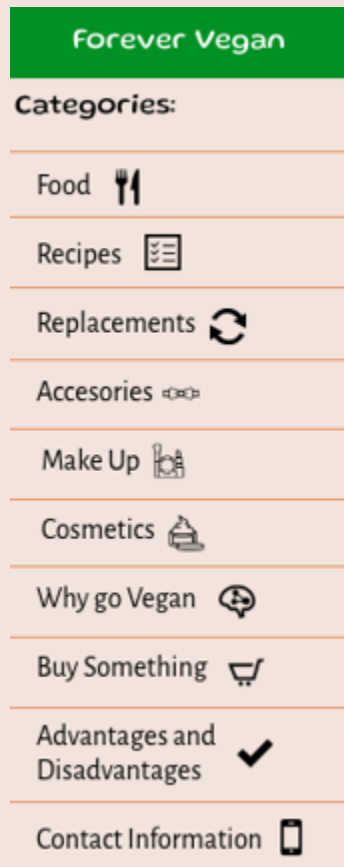 Forever Vegan
Categories:
Food
Recipes
Replacements
Accesories
Make Up
Cosmetics
Why go Vegan
Buy Something
Advantages and
Disadvantages
Contact Information